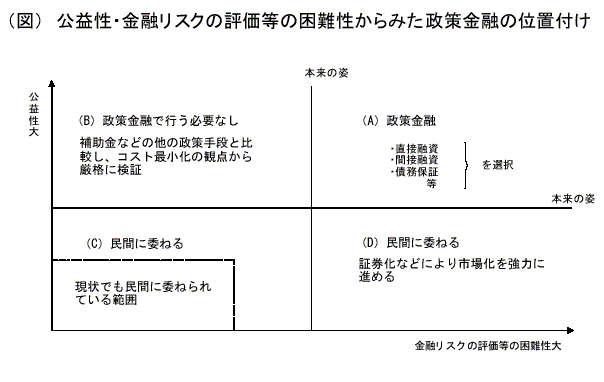 （図） 公益性・金融リスクの評価等の困難性からみた政策金融の位置付け
本来の姿
公益性大
（B）政策金融で行う必要なし
補助金などの他の政策手段と比
較し、コスト最小化の観点から
厳格に検証
（A）政策金融
・直接融資
・間接融資
・債務保証
等
を選択
本来の姿
（C）民間に委ねる
現状でも民間に委ねられ
ている範囲
（D）民間に委ねる
証券化などにより市場化を強力に
進める
金融リスクの評価等の困難性大